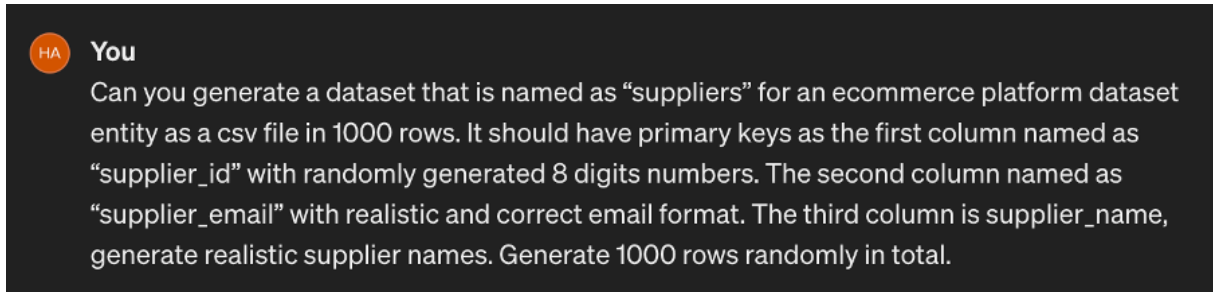 HA You
Can you generate a dataset that is named as “suppliers” for an ecommerce platform dataset
entity as a csv file in 1000 rows. It should have primary keys as the first column named as
“supplier_id” with randomly generated 8 digits numbers. The second column named as
“supplier_email” with realistic and correct email format. The third column is supplier_name,
generate realistic supplier names. Generate 1000 rows randomly in total.